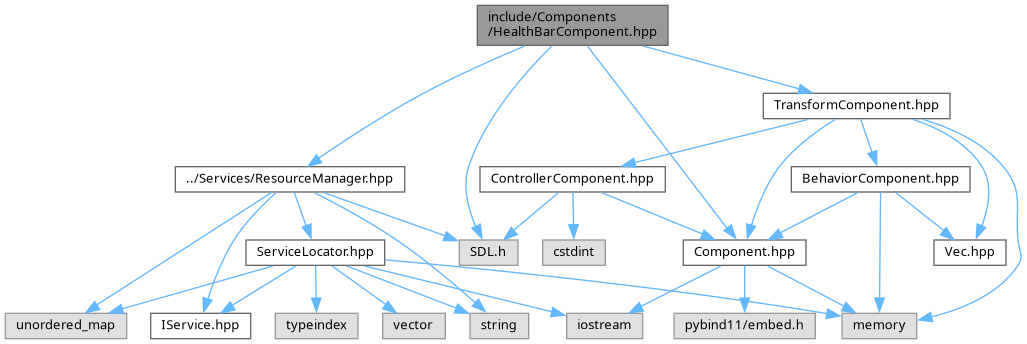 include/Components
/HealthBarComponent.hpp
TransformComponent.hpp
../Services/ResourceManager.hpp
ControllerComponent.hpp
BehaviorComponent.hpp
ServiceLocator.hpp
SDL.h
cstdint
Component.hpp
Vec.hpp
unordered_map
IService.hpp
typeindex
vector
string
iostream
pybind11/embed.h
memory